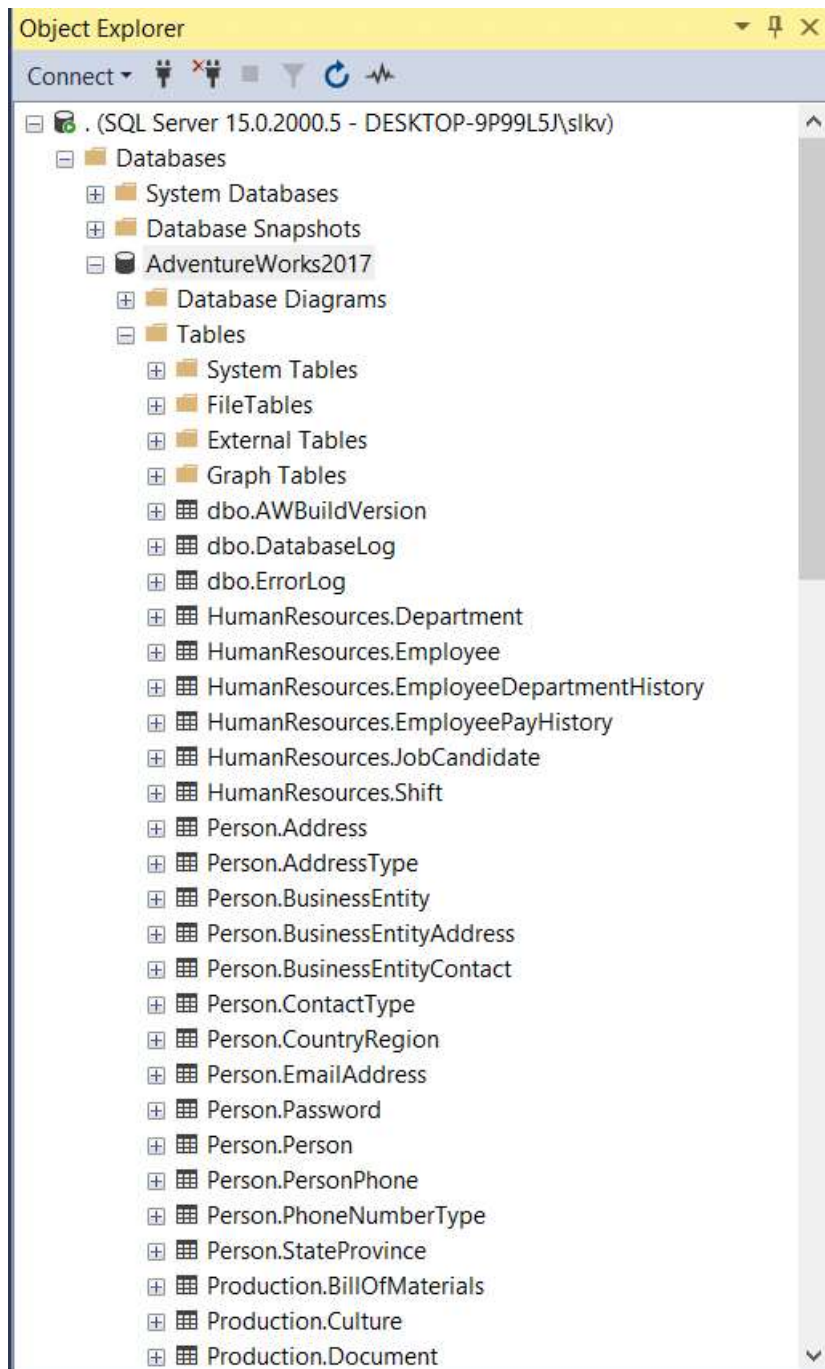 Object Explorer
Connect
. (SQL Server 15.0.2000.5 - DESKTOP-9P99L5J\slkv)
Databases
System Databases
Database Snapshots
AdventureWorks2017
Database Diagrams
Tables
System Tables
FileTables
External Tables
Graph Tables
dbo.AWBuildVersion
dbo.DatabaseLog
dbo.ErrorLog
HumanResources.Department
HumanResources.Employee
HumanResources.EmployeeDepartmentHistory
HumanResources.EmployeePayHistory
HumanResources.JobCandidate
HumanResources.Shift
Person.Address
Person.AddressType
Person.BusinessEntity
Person.BusinessEntityAddress
Person.BusinessEntityContact
Person.ContactType
Person.CountryRegion
Person.EmailAddress
Person.Password
Person.Person
Person.PersonPhone
Person.PhoneNumberType
Person.StateProvince
Production.BillOfMaterials
Production.Culture
Production.Document